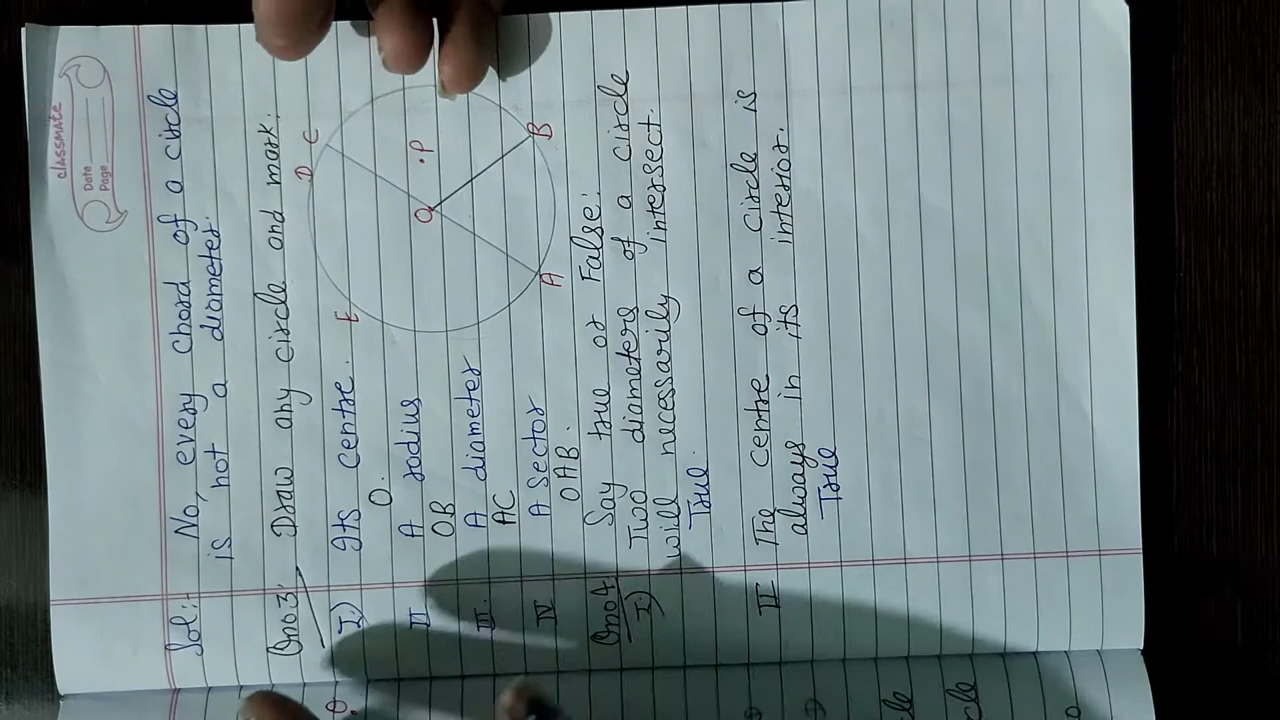 classmate
Date
Page
Sol:- No, every chord of a circle
is not a diameter.
Qno3. Draw any circle and mark.
I) Its centre.
O.
II A radius
OB
III. A diameter
AC
IV A Sector
OAB.
E
D
C
O
.P
A
B
Qno4. Say true or False:
I) Two diameters of a circle
will necessarily intersect.
True.
II The centre of a circle is
always in its interior.
True
cle
cle